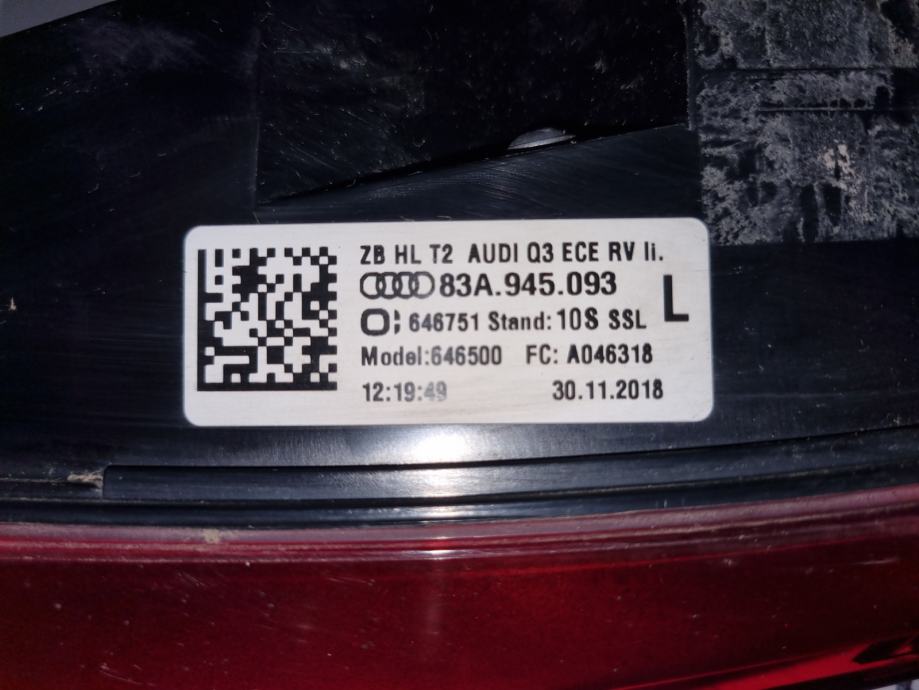 ZB HL T2 AUDI Q3 ECE RV li.
83A.945.093 L
646751 Stand: 10S SSL
Model:646500 FC: A046318
12:19:49 30.11.2018